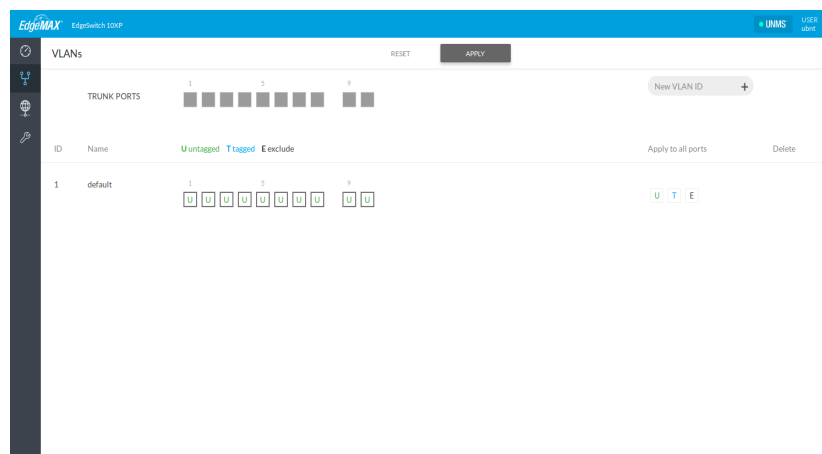 EdgeMAX EdgeSwitch 10XP UNMS USER
ubnt
VLANs RESET APPLY
1 5 9 New VLAN ID +
TRUNK PORTS
ID Name U untagged T tagged E exclude Apply to all ports Delete
1 default 1 5 9
U U U U U U U U U U U T E